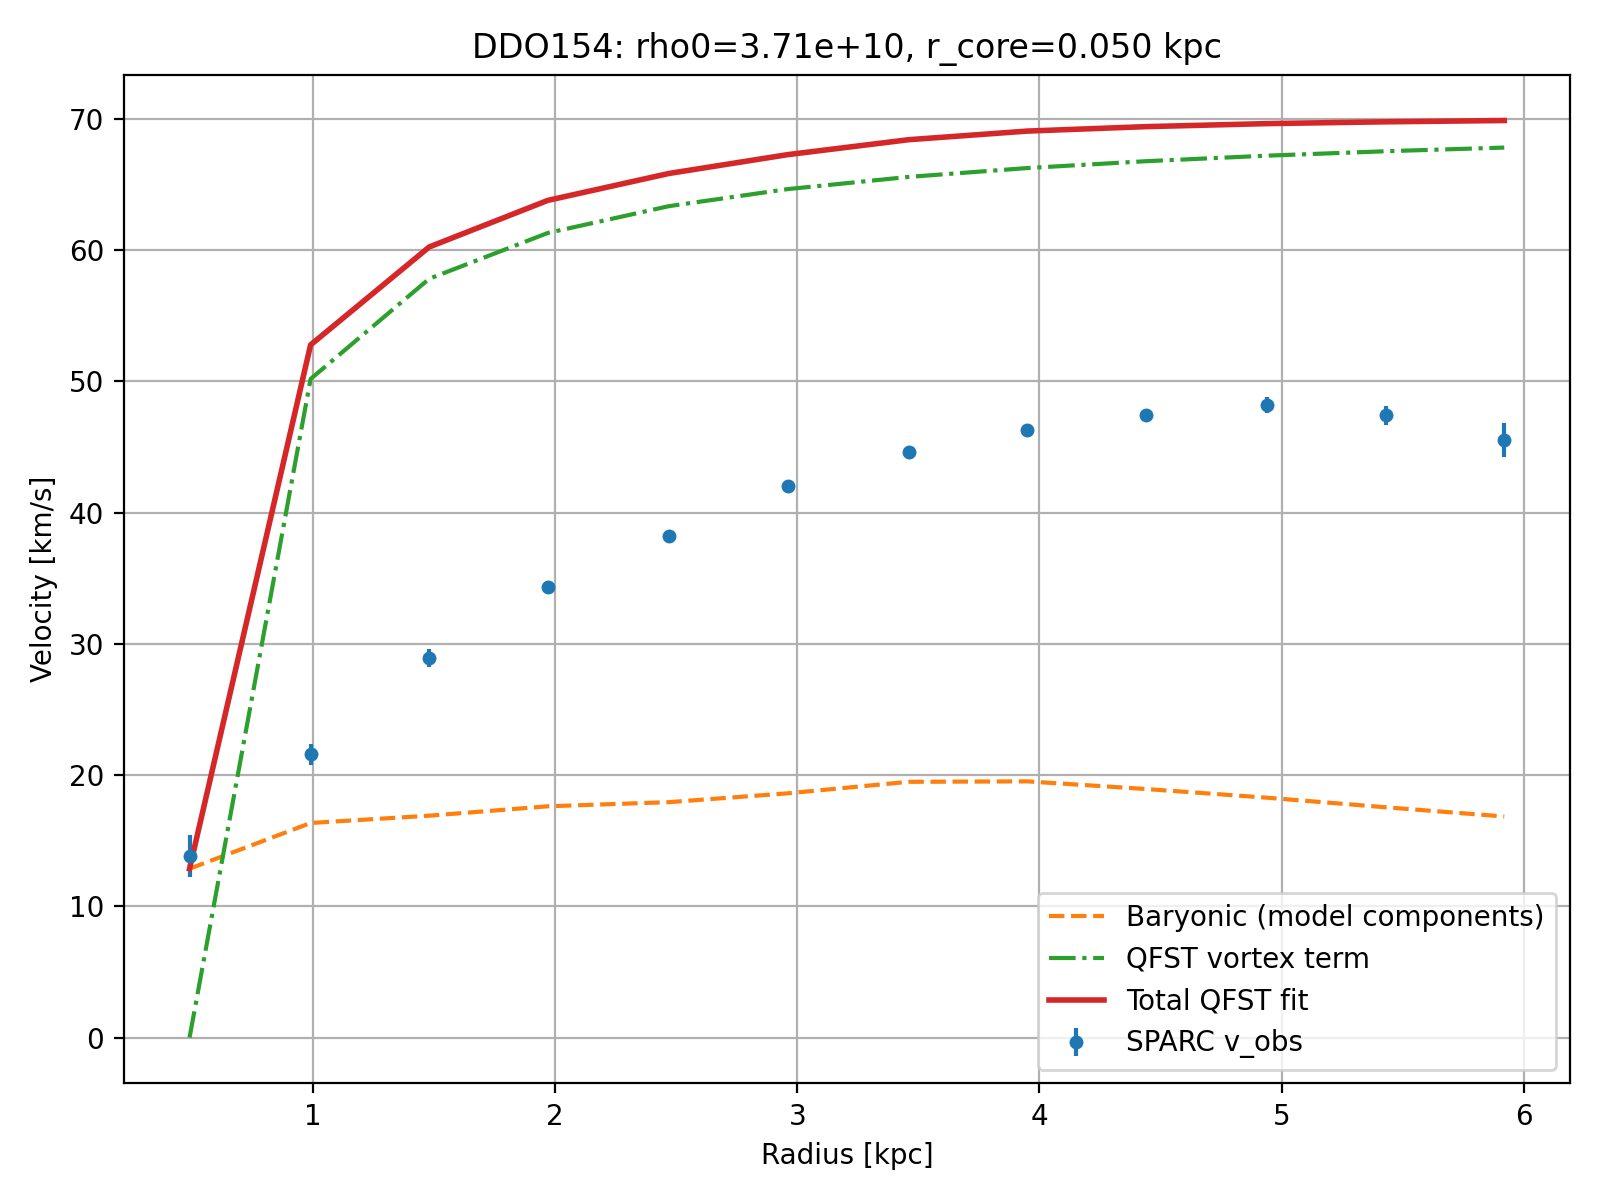 DDO154: rho0=3.71e+10, r_core=0.050 kpc
70
60
50
40
30
20
10
0
Velocity [km/s]
1 2 3 4 5 6
Radius [kpc]
Baryonic (model components)
QFST vortex term
Total QFST fit
SPARC v_obs